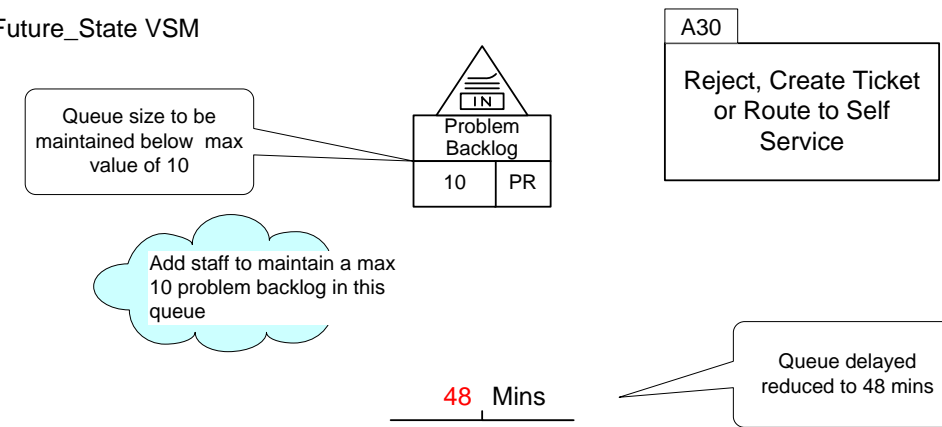 Future_State VSM
A30
Reject, Create Ticket
or Route to Self
Service
IN
Problem
Backlog
10 PR
Queue size to be
maintained below max
value of 10
Add staff to maintain a max
10 problem backlog in this
queue
48 Mins
Queue delayed
reduced to 48 mins